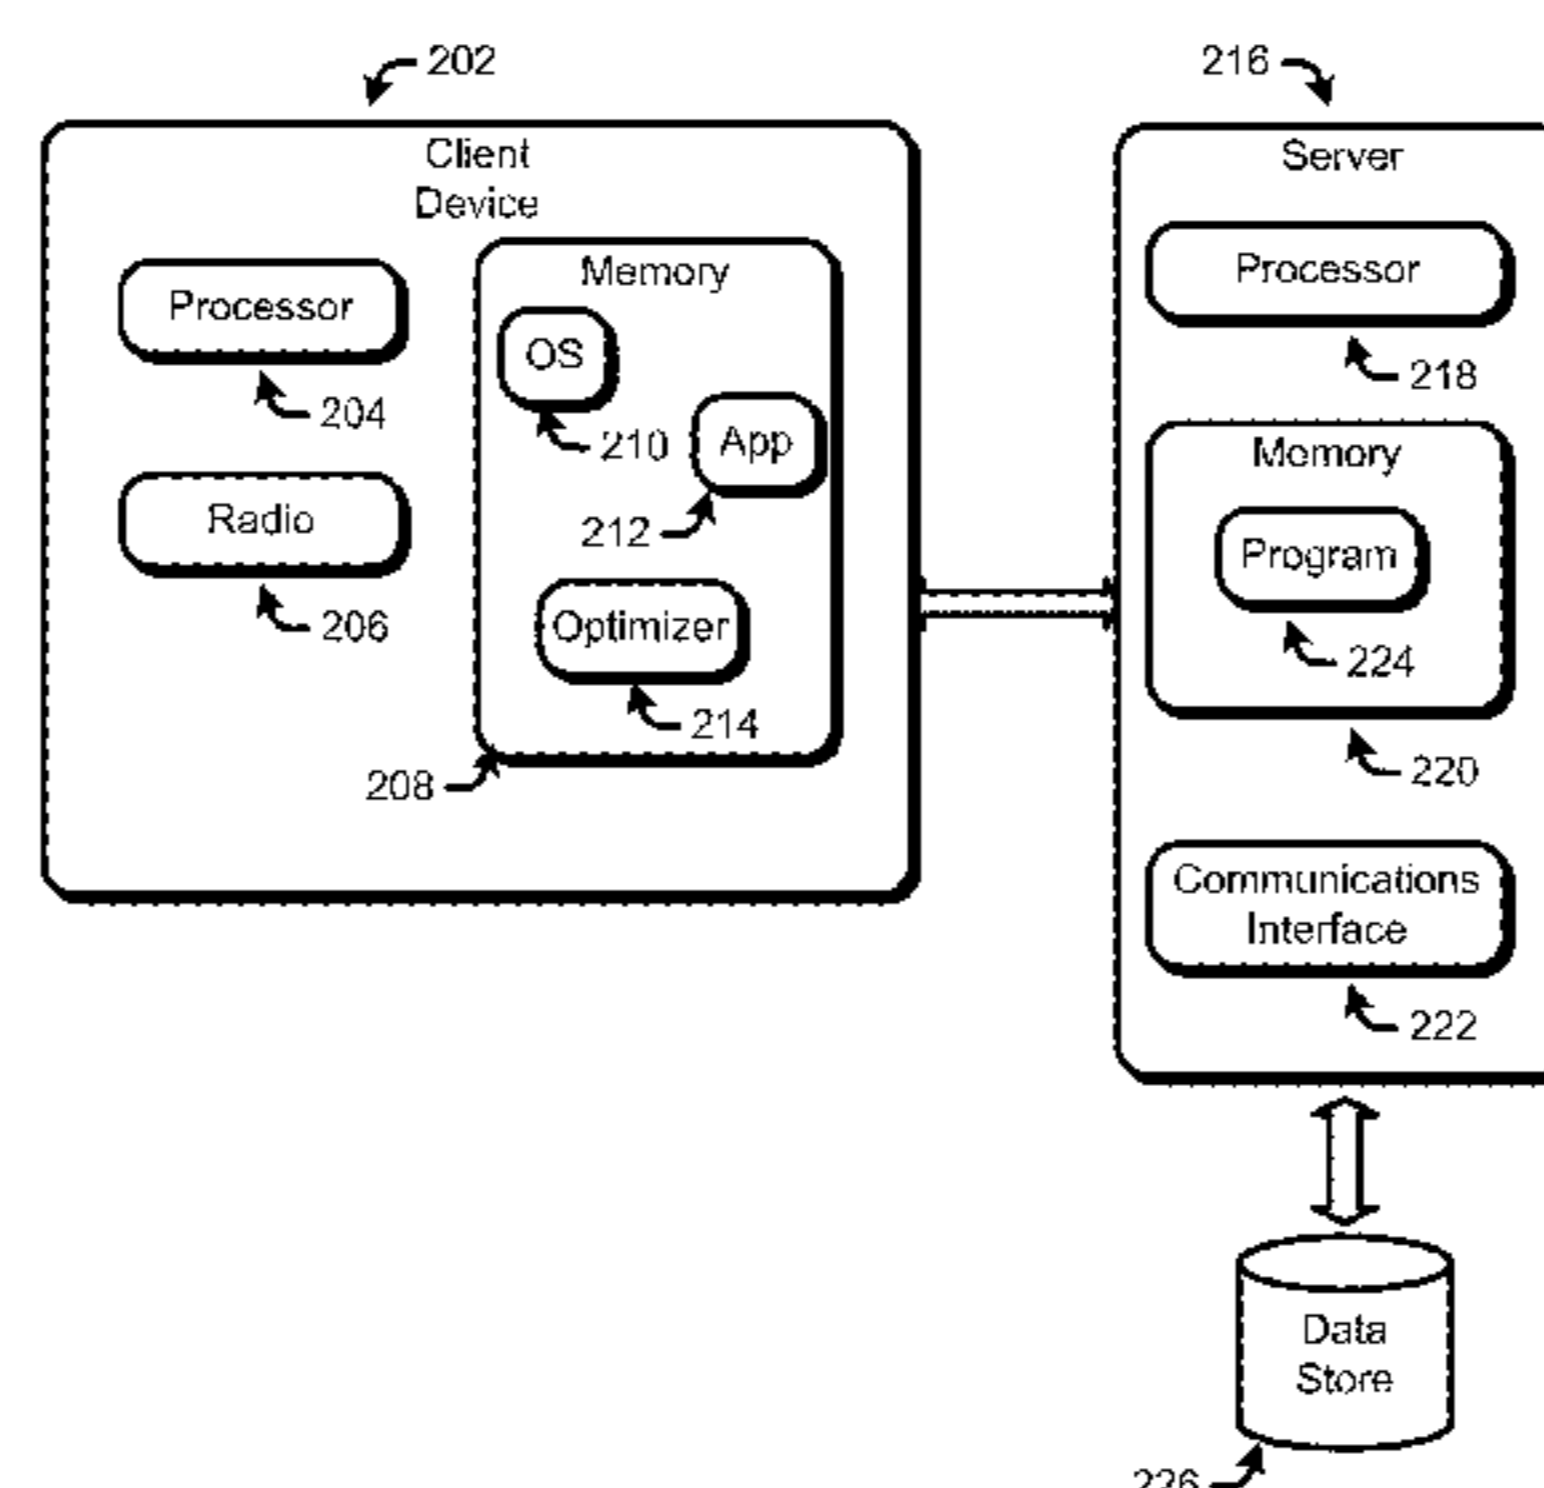 202
216
Client
Device
Server
Processor
204
Radio
206
Memory
OS
210
App
212
Optimizer
214
208
Processor
218
Memory
Program
224
220
Communications
Interface
222
Data
Store
226